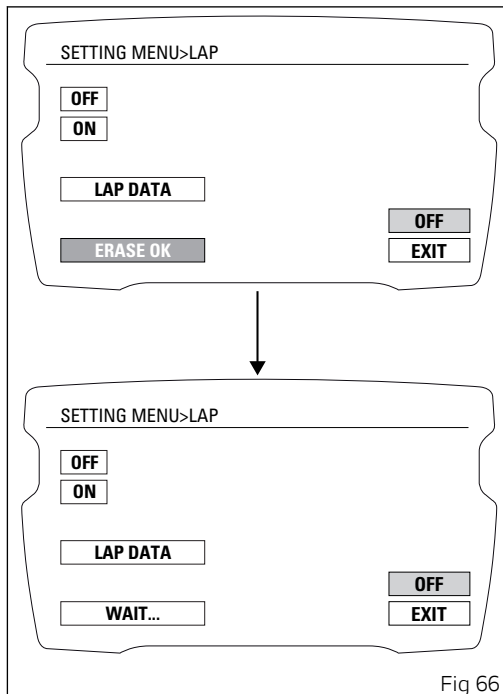 SETTING MENU>LAP
OFF
ON
LAP DATA
OFF
ERASE OK
EXIT
SETTING MENU>LAP
OFF
ON
LAP DATA
OFF
WAIT...
EXIT
Fig 66